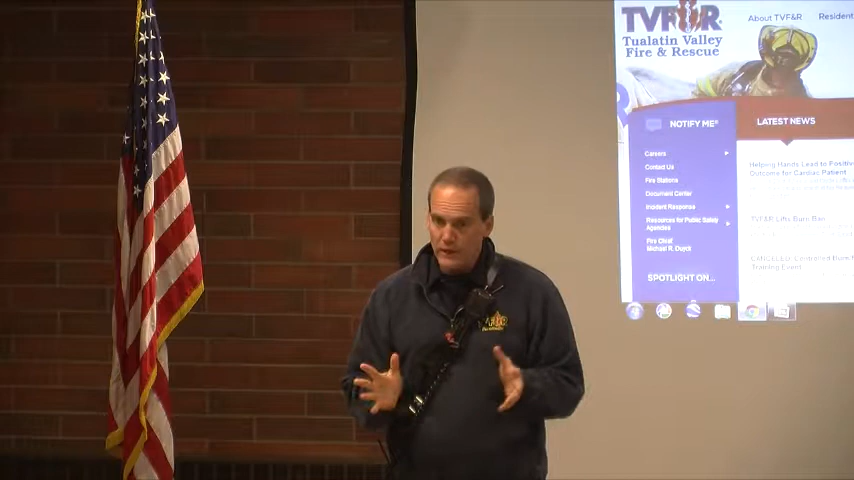 TVF&R
Tualatin Valley
Fire & Rescue
About TVF&R
Resident
NOTIFY ME
LATEST NEWS
Careers
Contact Us
Fire Stations
Document Center
Incident Response
Resources for Public Safety
Agencies
Fire Chief
Michael R. Duyck
SPOTLIGHT ON...
Helping Hands Lead to Positive
Outcome for Cardiac Patient
TVF&R Lifts Burn Ban
CANCELED: Controlled Burn
Training Event